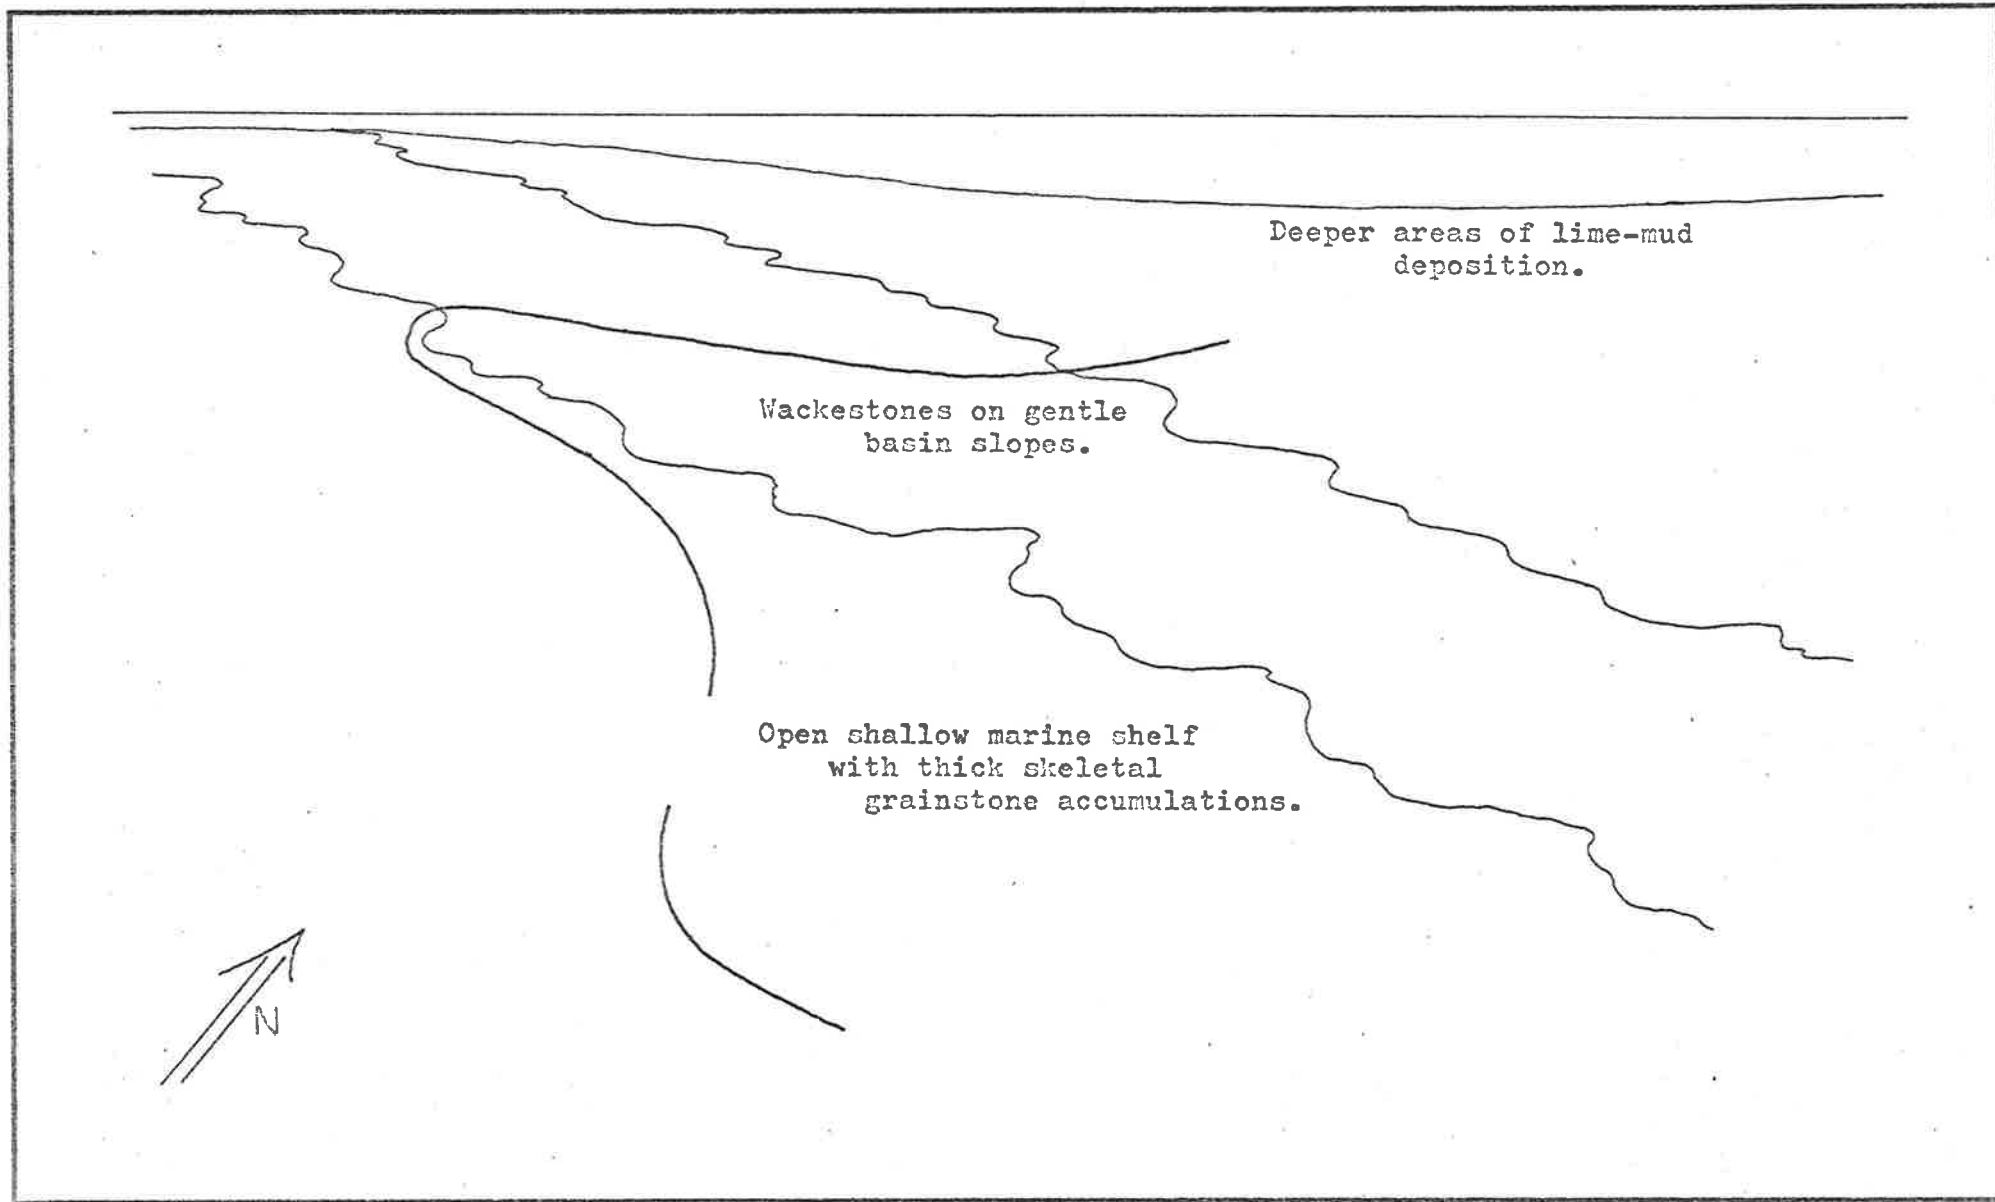 Deeper areas of lime-mud
deposition.
Wackestones on gentle
basin slopes.
Open shallow marine shelf
with thick skeletal
grainstone accumulations.
N